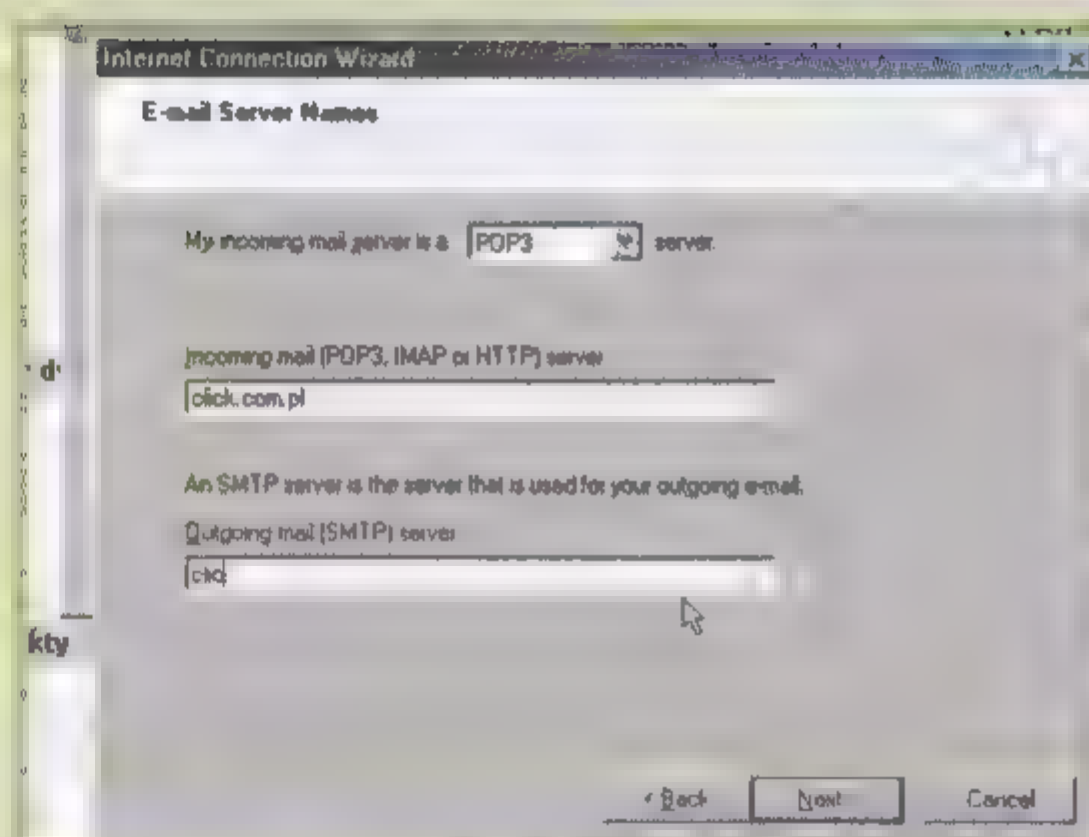 Internet Connection Wizard
E-mail Server Names
My incoming mail server is a POP3 server.
Incoming mail (POP3, IMAP or HTTP) server
click.com.pl
d
An SMTP server is the server that is used for your outgoing e-mail.
Outgoing mail (SMTP) server
clic
kty
< Back Next Cancel